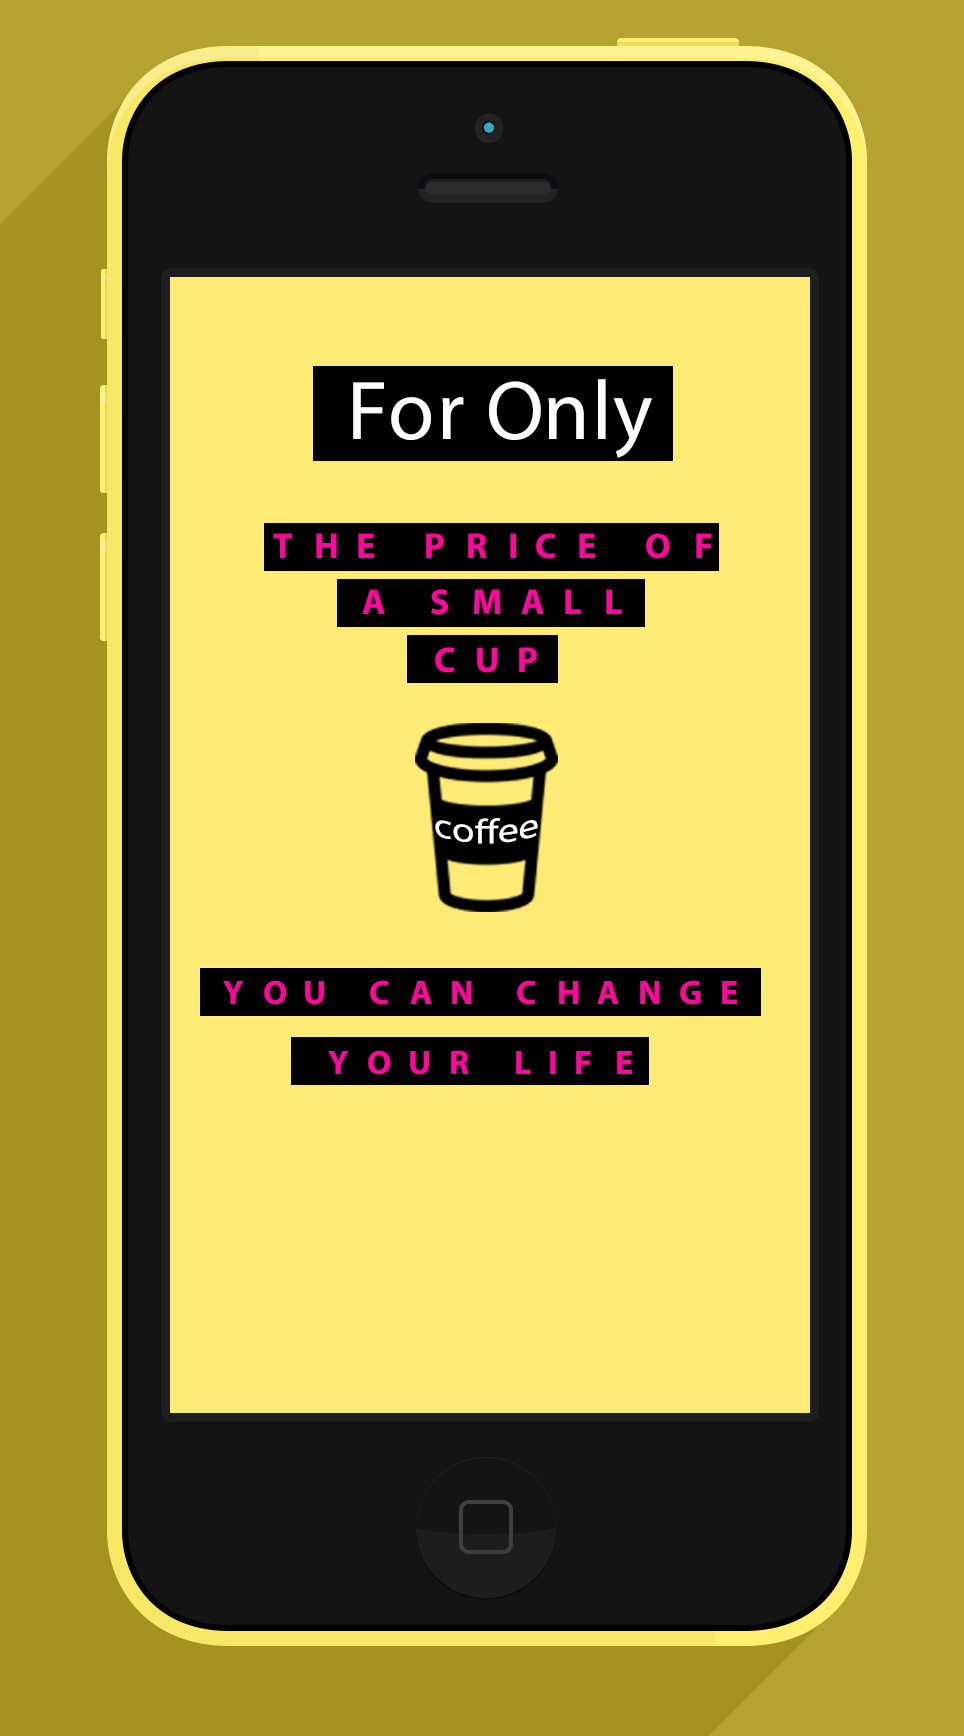 For Only
THE PRICE OF
A SMALL
CUP
coffee
YOU CAN CHANGE
YOUR LIFE